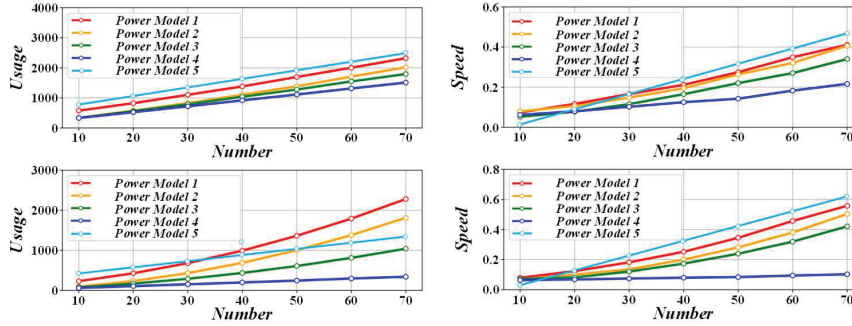 4000
3000
2000
1000
0
Usage
Power Model 1
Power Model 2
Power Model 3
Power Model 4
Power Model 5
10 20 30 40 50 60 70
Number
0.6
0.4
0.2
0.0
Speed
Power Model 1
Power Model 2
Power Model 3
Power Model 4
Power Model 5
10 20 30 40 50 60 70
Number
3000
2000
1000
0
Usage
Power Model 1
Power Model 2
Power Model 3
Power Model 4
Power Model 5
10 20 30 40 50 60 70
Number
0.8
0.6
0.4
0.2
0.0
Speed
Power Model 1
Power Model 2
Power Model 3
Power Model 4
Power Model 5
10 20 30 40 50 60 70
Number